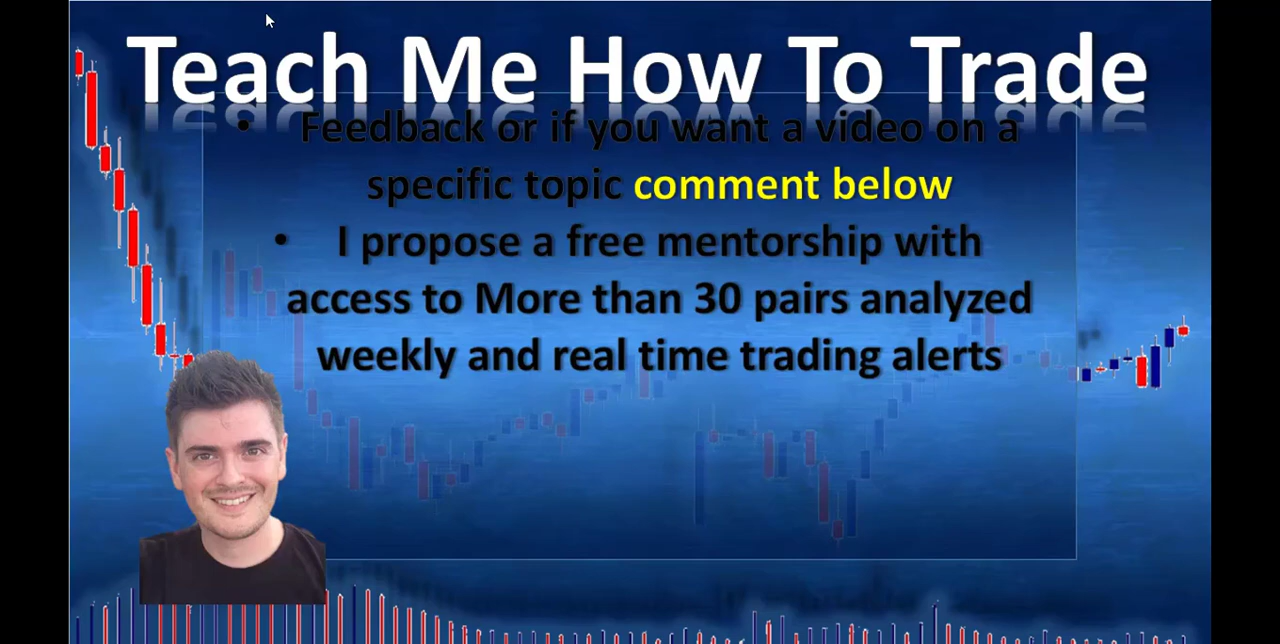 Teach Me How To Trade
• Feedback or if you want a video on a
specific topic comment below
• I propose a free mentorship with
access to More than 30 pairs analyzed
weekly and real time trading alerts